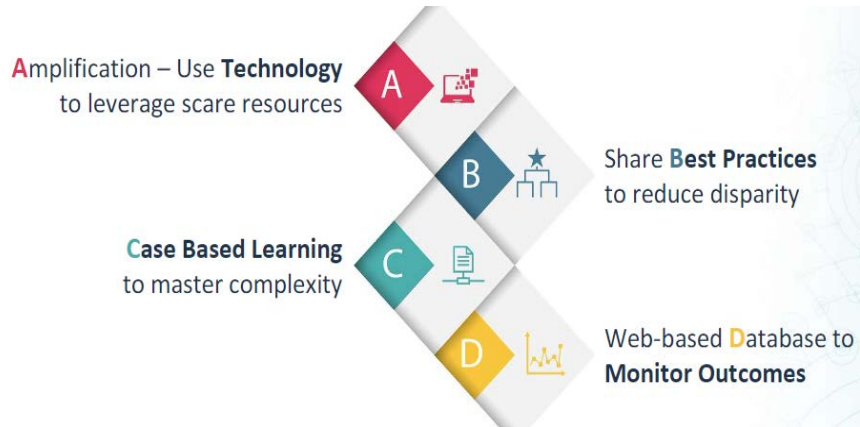 Amplification – Use Technology
to leverage scare resources
A
B
Share Best Practices
to reduce disparity
Case Based Learning
to master complexity
C
D
Web-based Database to
Monitor Outcomes